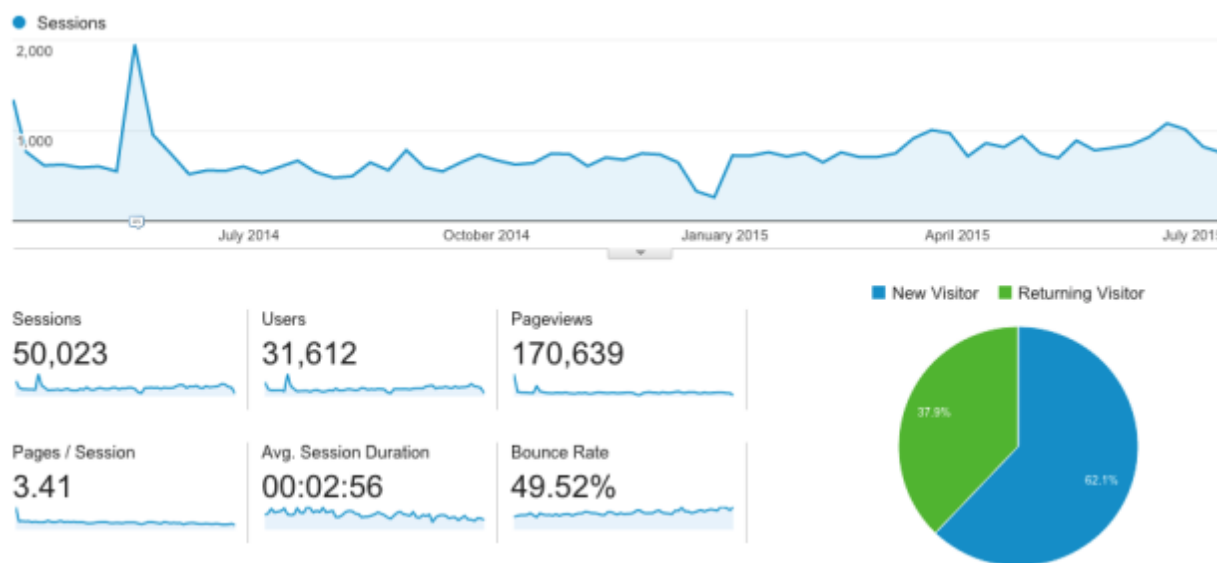 Sessions
2,000
1,000
July 2014 October 2014 January 2015 April 2015 July 2015
New Visitor Returning Visitor
Sessions Users Pageviews
50,023 31,612 170,639
37.9%
Pages / Session Avg. Session Duration Bounce Rate
3.41 00:02:56 49.52%
62.1%